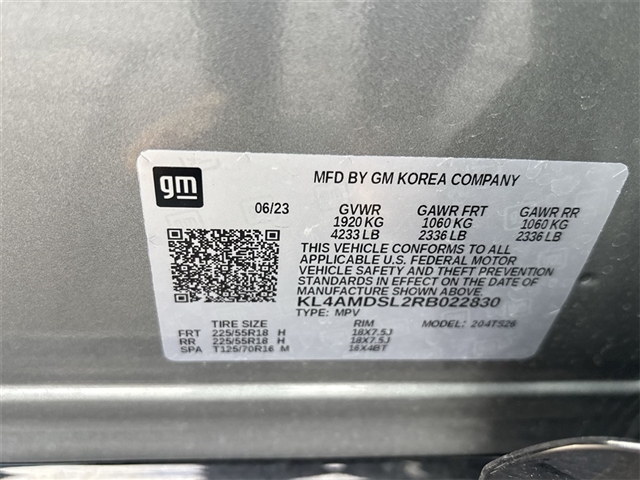 gm
MFD BY GM KOREA COMPANY
06/23 GVWR GAWR FRT GAWR RR
1920 KG 1060 KG 1060 KG
4233 LB 2336 LB 2336 LB
THIS VEHICLE CONFORMS TO ALL
APPLICABLE U.S. FEDERAL MOTOR
VEHICLE SAFETY AND THEFT PREVENTION
STANDARDS IN EFFECT ON THE DATE OF
MANUFACTURE SHOWN ABOVE
KL4AMDSL2RB022830
TYPE: MPV
TIRE SIZE RIM MODEL: 204TS26
FRT 225/55R18 H 18X7.5J
RR 225/55R18 H 18X7.5J
SPA T125/70R16 M 16X4BT